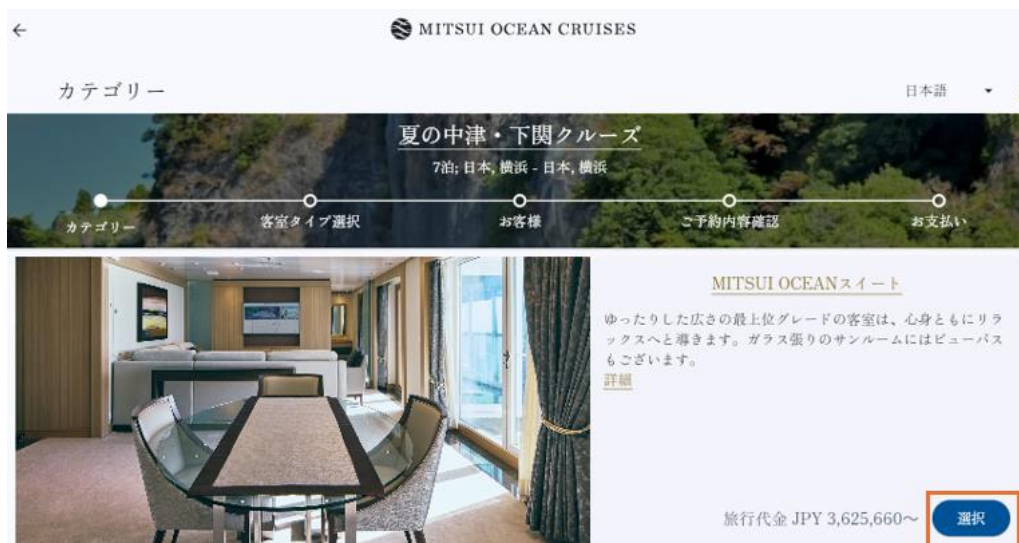 MITSUI OCEAN CRUISES
カテゴリー
日本語
夏の中津・下関クルーズ
7泊; 日本, 横浜 - 日本, 横浜
カテゴリー
客室タイプ選択
お客様
ご予約内容確認
お支払い
MITSUI OCEANスイート
ゆったりした広さの最上位グレードの客室は、心身ともにリラ
ックスへと導きます。ガラス張りのサンルームにはビューバス
もございます。
詳細
旅行代金 JPY 3,625,660～
選択